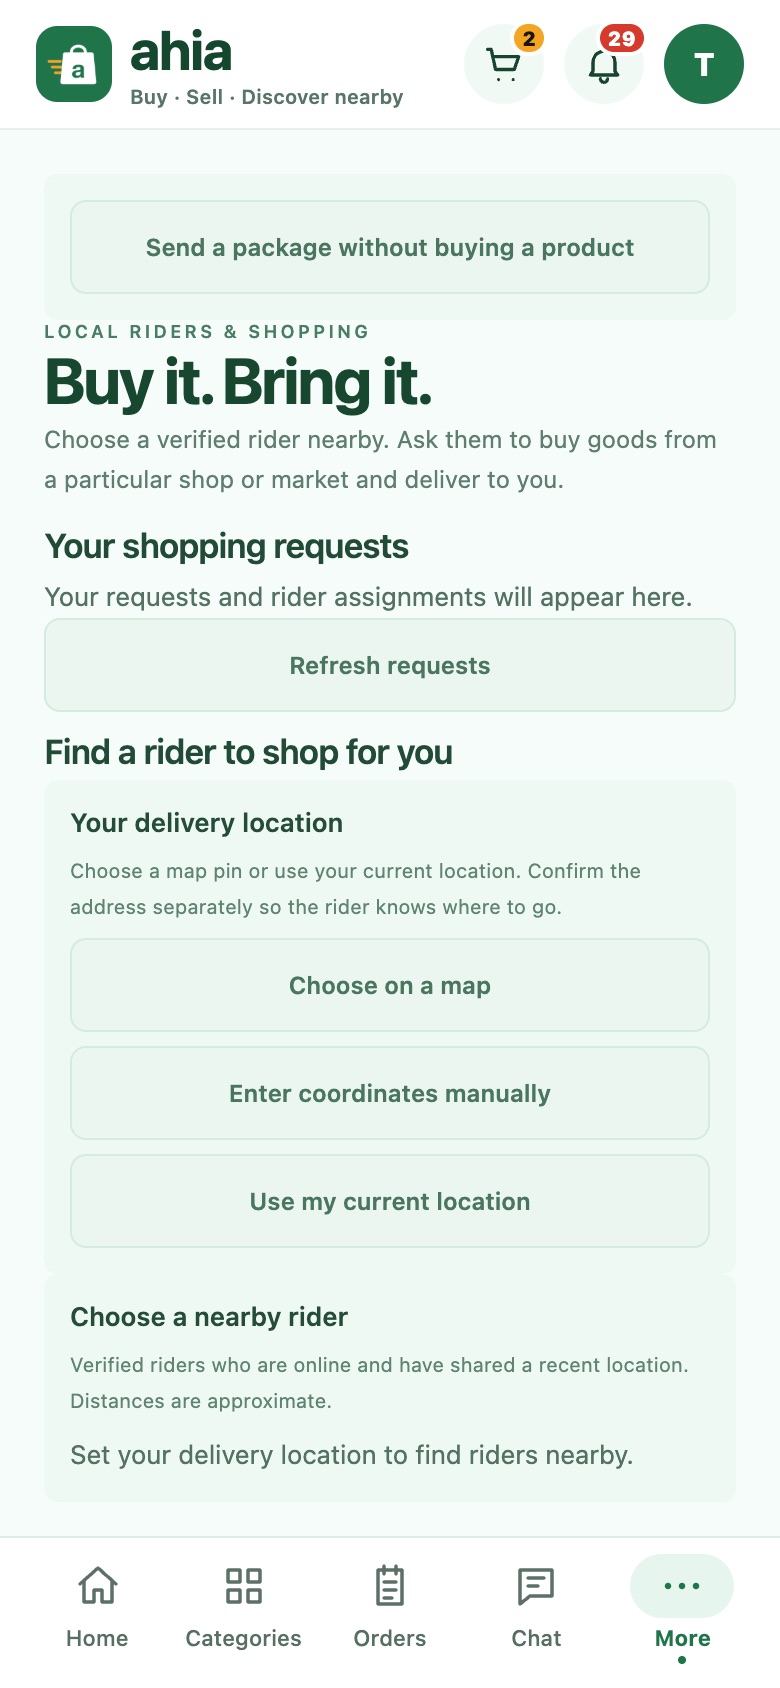 ahia
Buy · Sell · Discover nearby
a
2
29
T
Send a package without buying a product
LOCAL RIDERS & SHOPPING
Buy it. Bring it.
Choose a verified rider nearby. Ask them to buy goods from
a particular shop or market and deliver to you.
Your shopping requests
Your requests and rider assignments will appear here.
Refresh requests
Find a rider to shop for you
Your delivery location
Choose a map pin or use your current location. Confirm the
address separately so the rider knows where to go.
Choose on a map
Enter coordinates manually
Use my current location
Choose a nearby rider
Verified riders who are online and have shared a recent location.
Distances are approximate.
Set your delivery location to find riders nearby.
Home
Categories
Orders
Chat
More